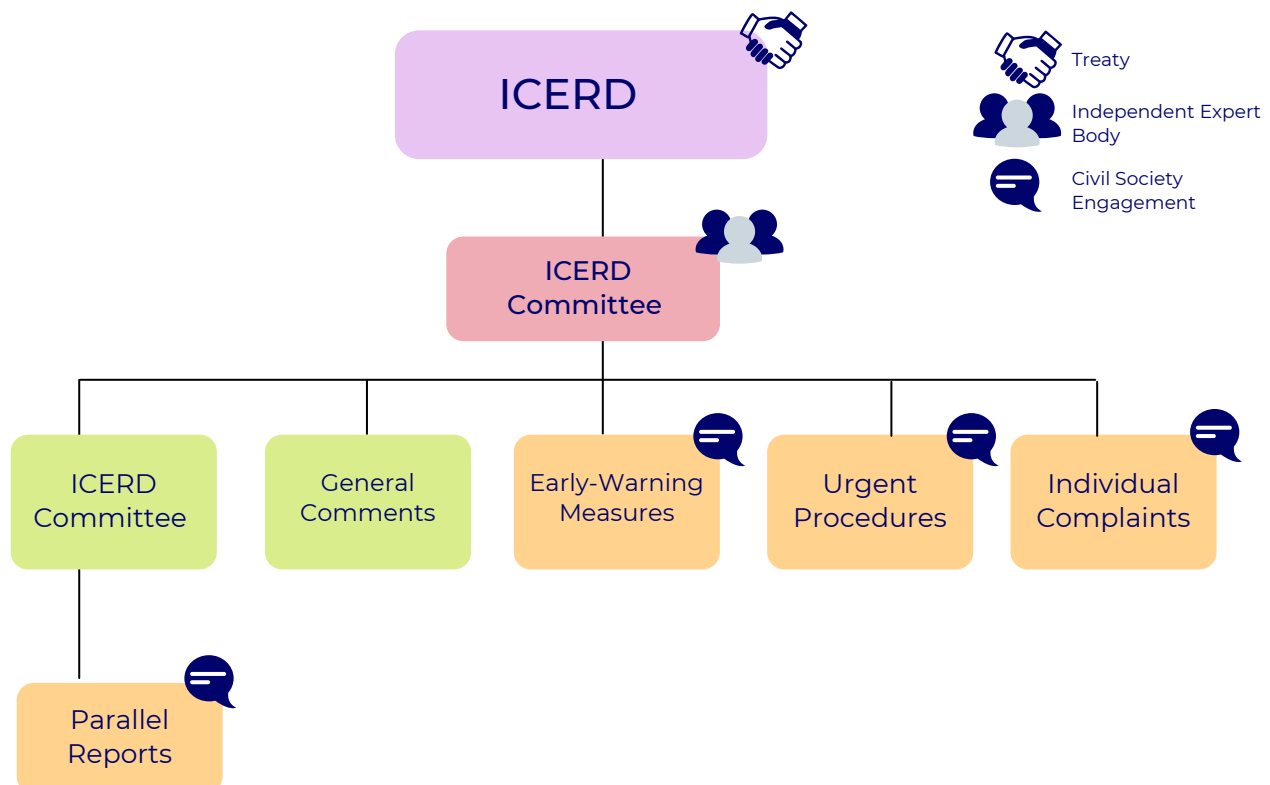 ICERD
Treaty
Independent Expert
Body
Civil Society
Engagement
ICERD
Committee
ICERD
Committee
General
Comments
Early-Warning
Measures
Urgent
Procedures
Individual
Complaints
Parallel
Reports